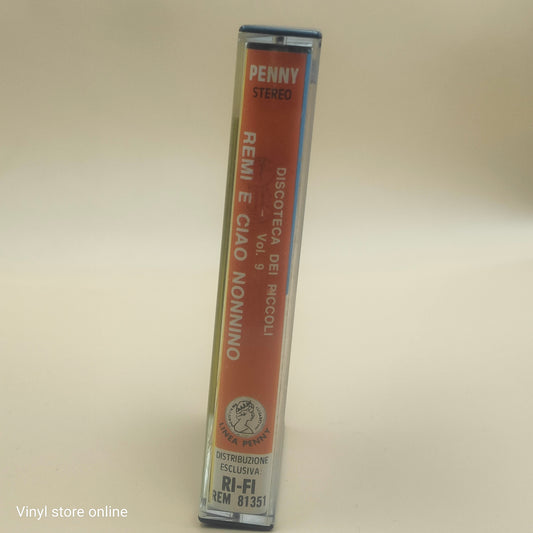 PENNY
STEREO
DISCOTECA DEI PICCOLI
- Vol. 9
REMI E CIAO NONNINO
LINEA PENNY
DISTRIBUZIONE
ESCLUSIVA:
RI-FI
REM 81351
Vinyl store online